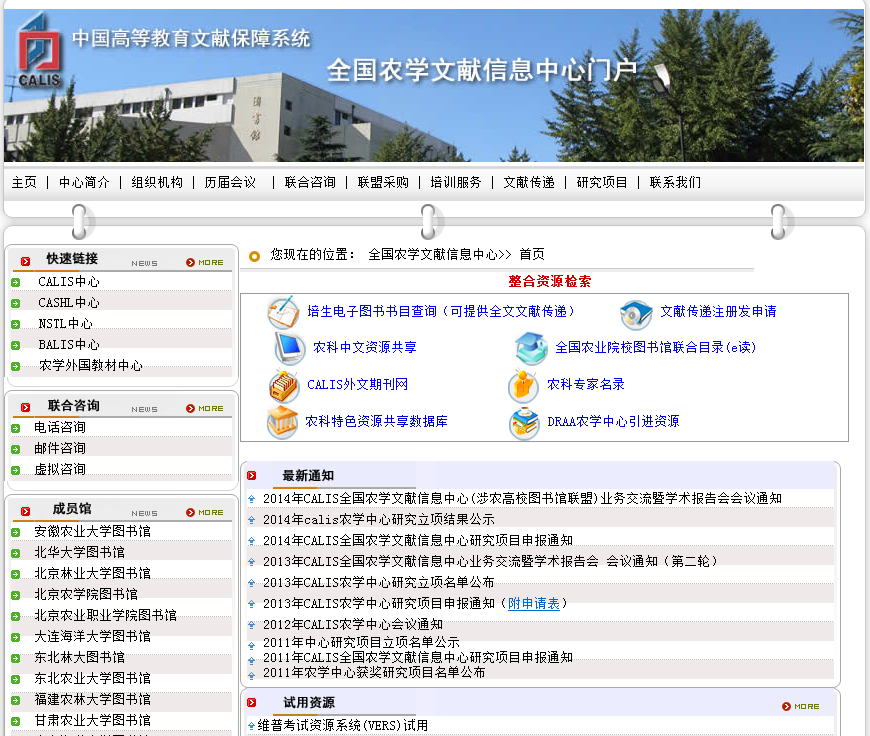 中国高等教育文献保障系统
CALIS
全国农学文献信息中心门户
图书馆
主页 | 中心简介 | 组织机构 | 历届会议 | 联合咨询 | 联盟采购 | 培训服务 | 文献传递 | 研究项目 | 联系我们
快速链接 NEWS MORE
CALIS中心
CASHL中心
NSTL中心
BALIS中心
农学外国教材中心
联合咨询 NEWS MORE
电话咨询
邮件咨询
虚拟咨询
成员馆 NEWS MORE
安徽农业大学图书馆
北华大学图书馆
北京林业大学图书馆
北京农学院图书馆
北京农业职业学院图书馆
大连海洋大学图书馆
东北林大图书馆
东北农业大学图书馆
福建农林大学图书馆
甘肃农业大学图书馆
您现在的位置： 全国农学文献信息中心>> 首页
整合资源检索
培生电子图书书目查询（可提供全文文献传递） 文献传递注册发申请
农科中文资源共享 全国农业院校图书馆联合目录(e读)
CALIS外文期刊网 农科专家名录
农科特色资源共享数据库 DRAA农学中心引进资源
最新通知
2014年CALIS全国农学文献信息中心(涉农高校图书馆联盟)业务交流暨学术报告会会议通知
2014年calis农学中心研究立项结果公示
2014年CALIS全国农学文献信息中心研究项目申报通知
2013年CALIS全国农学文献信息中心业务交流暨学术报告会 会议通知（第二轮）
2013年CALIS农学中心研究立项名单公布
2013年CALIS农学中心研究项目申报通知（附申请表）
2012年CALIS农学中心会议通知
2011年中心研究项目立项名单公示
2011年CALIS全国农学文献信息中心研究项目申报通知
2011年农学中心获奖研究项目名单公布
试用资源 MORE
维普考试资源系统(VERS)试用